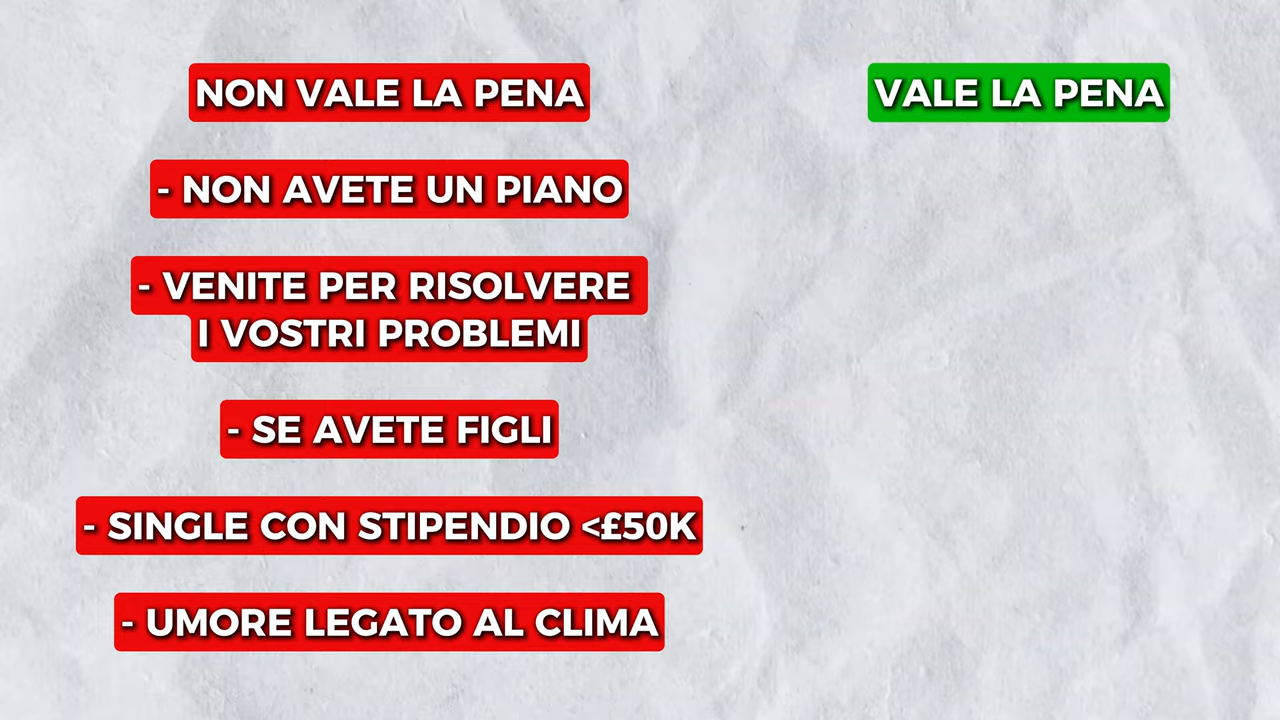 NON VALE LA PENA
VALE LA PENA
- NON AVETE UN PIANO
- VENITE PER RISOLVERE
I VOSTRI PROBLEMI
- SE AVETE FIGLI
- SINGLE CON STIPENDIO <£50K
- UMORE LEGATO AL CLIMA